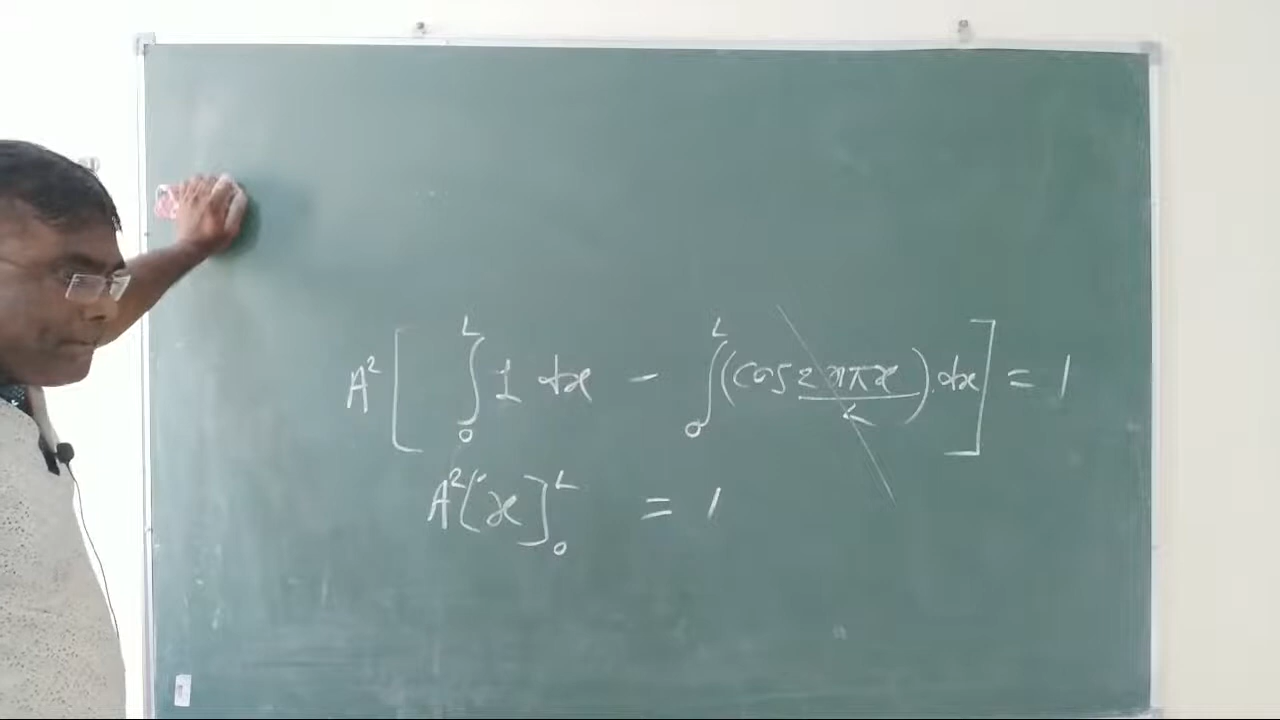 A² [ ∫₀ᴸ 1 dx − ∫₀ᴸ (cos 2nπx/L) dx ] = 1
A² [x]₀ᴸ = 1